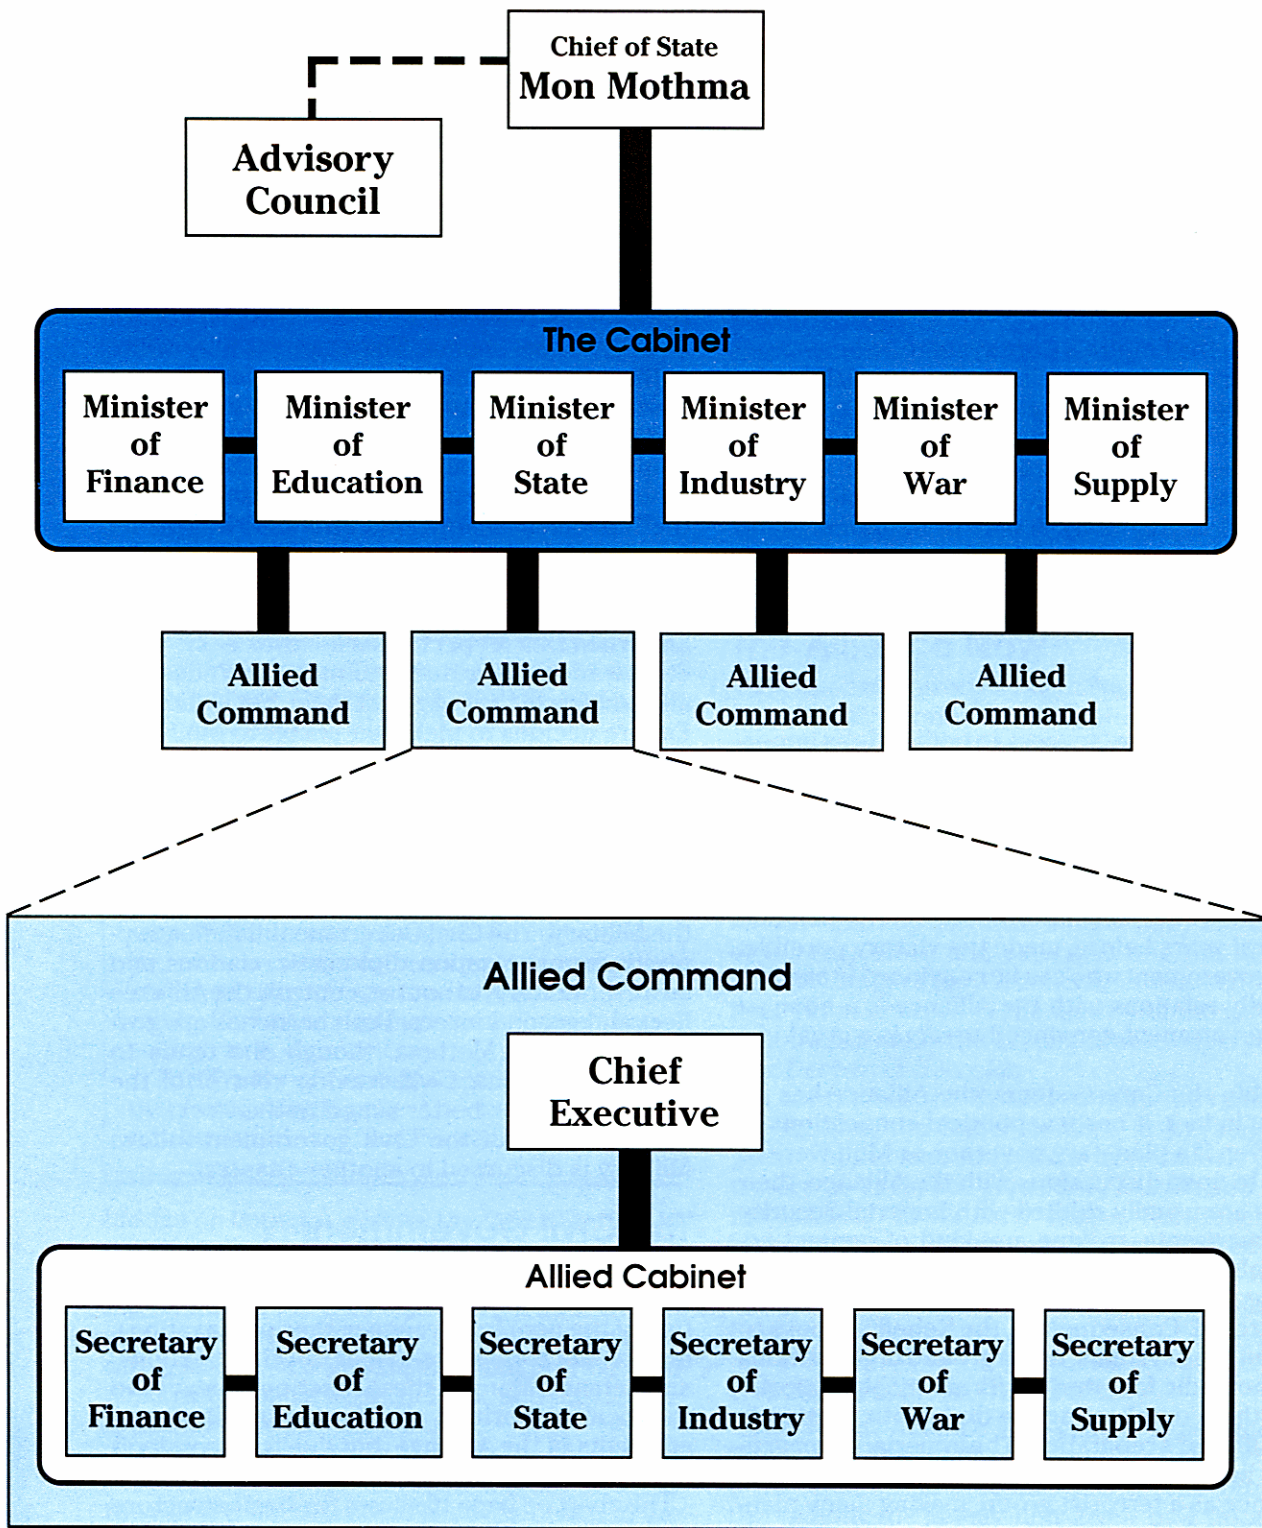 Chief of State
Mon Mothma
Advisory
Council
The Cabinet
Minister
of
Finance
Minister
of
Education
Minister
of
State
Minister
of
Industry
Minister
of
War
Minister
of
Supply
Allied
Command
Allied
Command
Allied
Command
Allied
Command
Allied Command
Chief
Executive
Allied Cabinet
Secretary
of
Finance
Secretary
of
Education
Secretary
of
State
Secretary
of
Industry
Secretary
of
War
Secretary
of
Supply